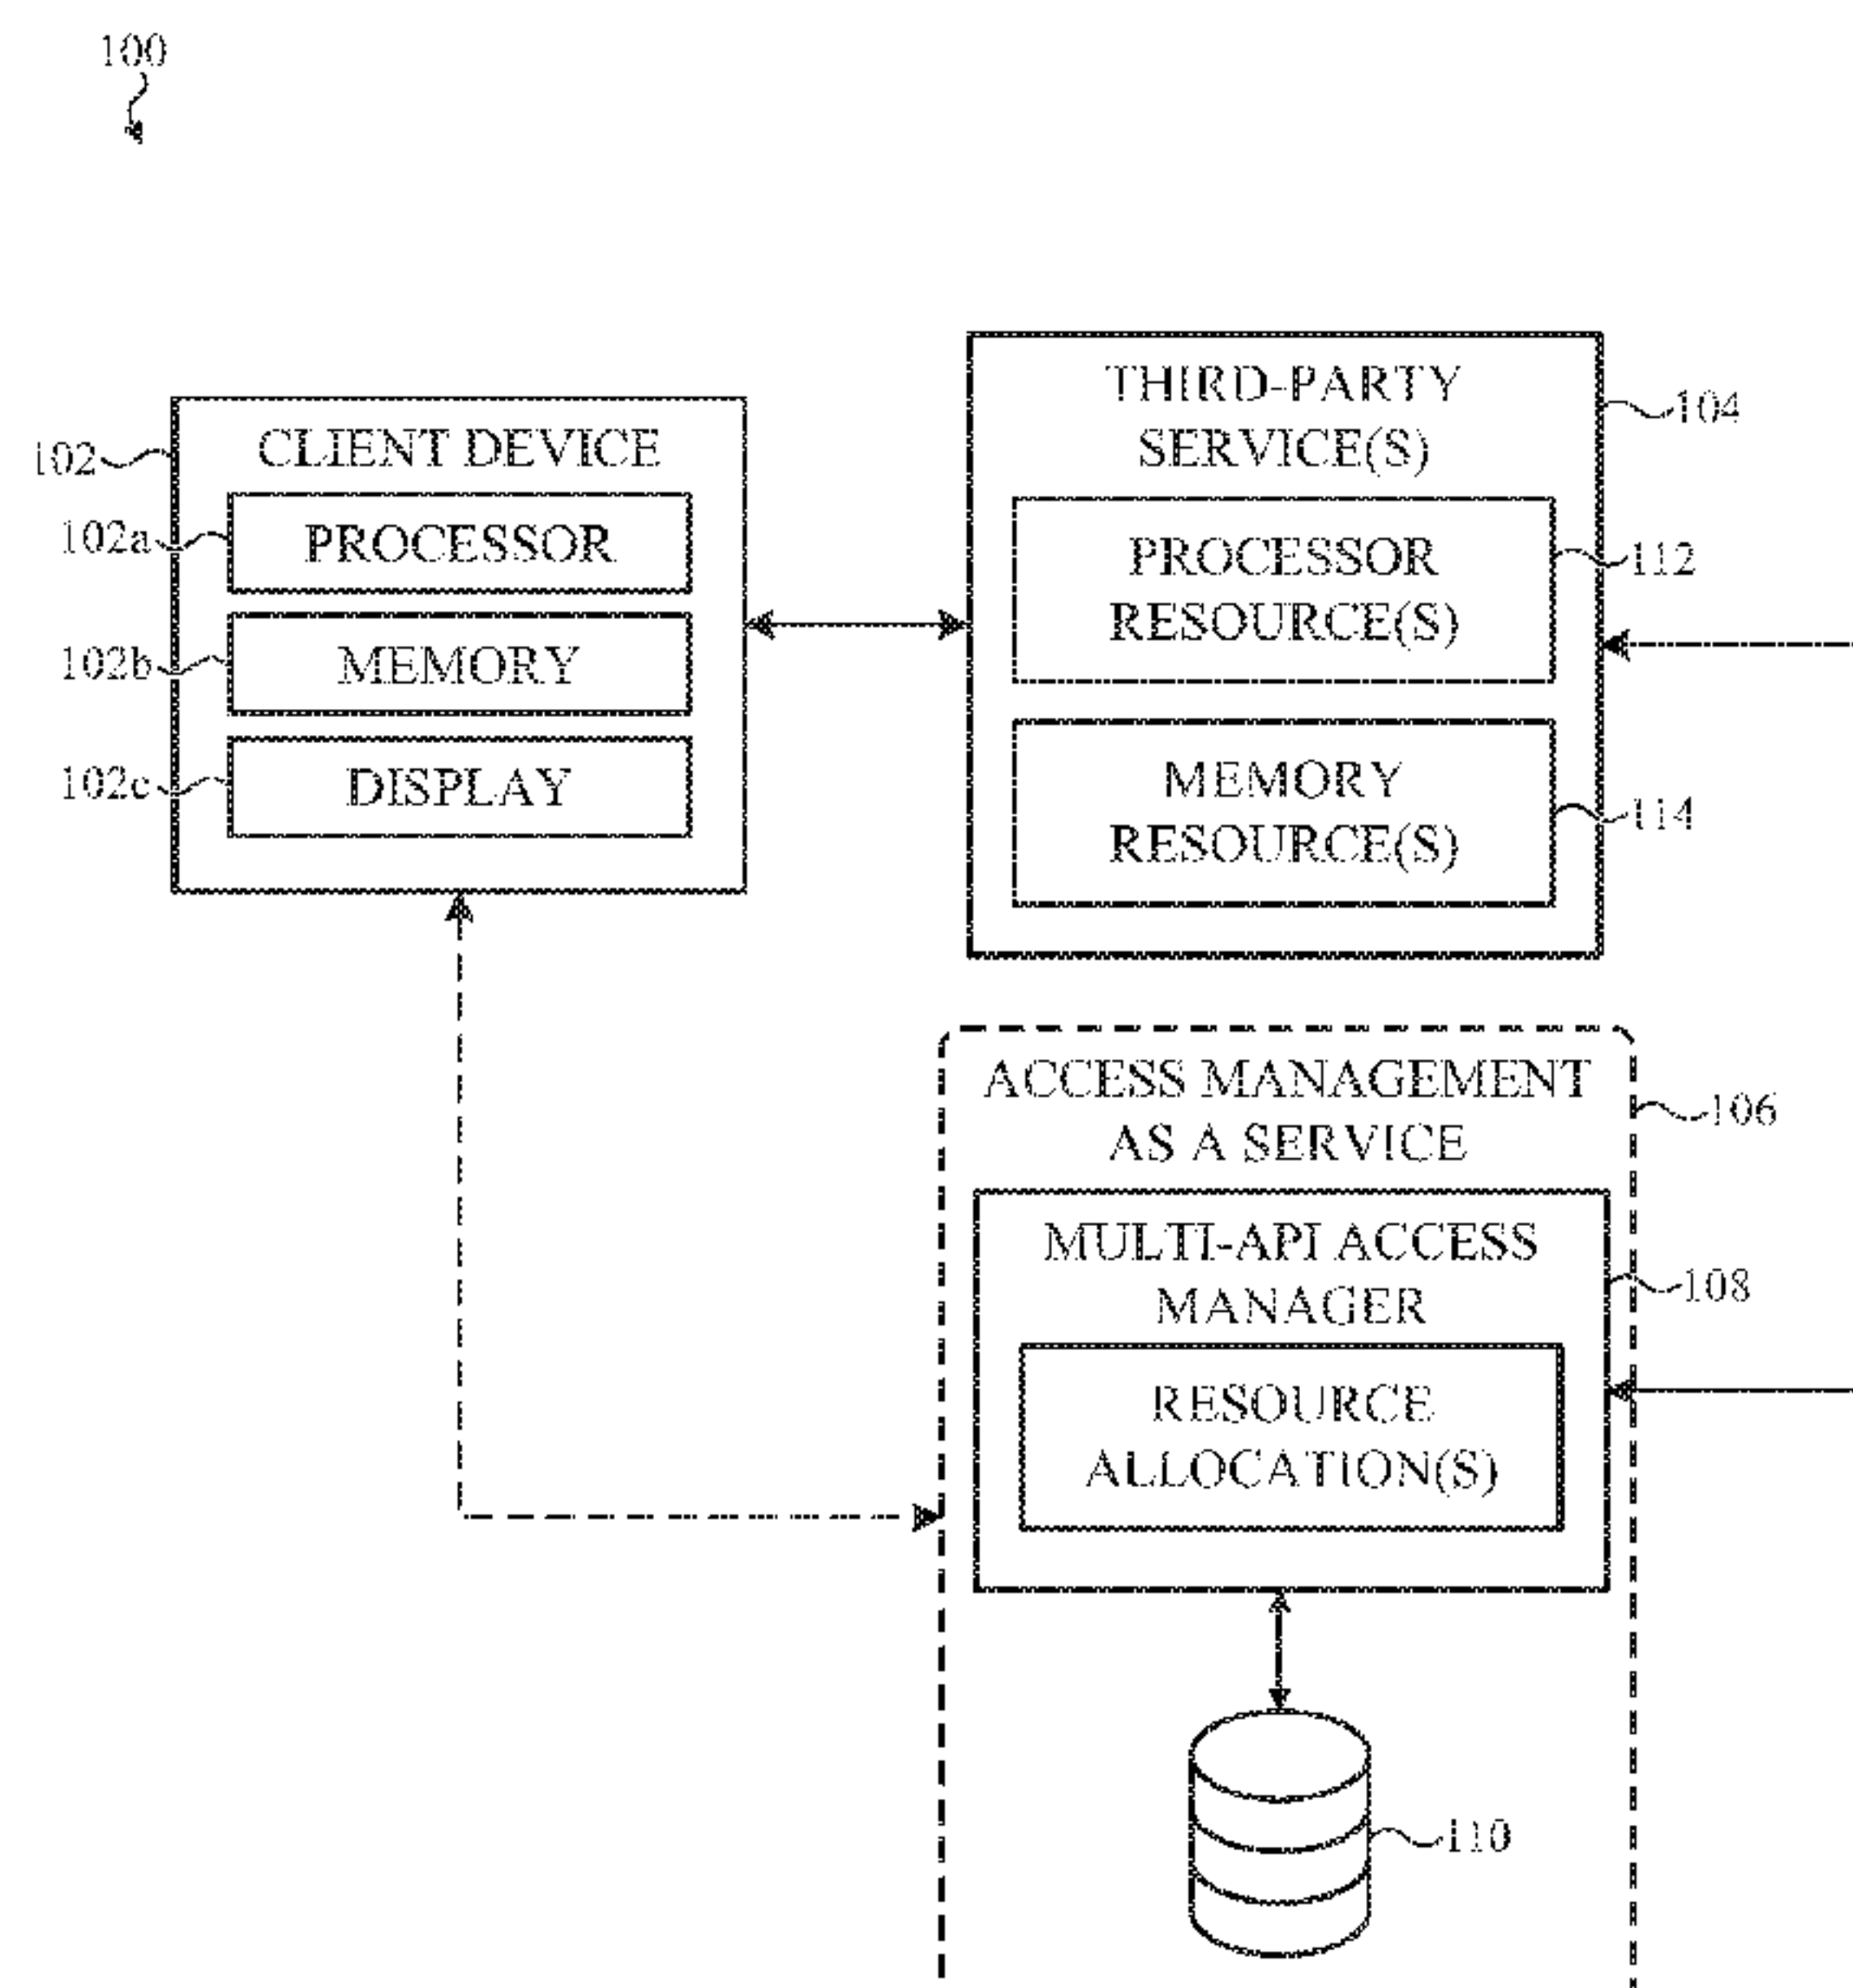 100
CLIENT DEVICE
102
PROCESSOR
102a
MEMORY
102b
DISPLAY
102c
THIRD-PARTY
SERVICE(S)
104
PROCESSOR
RESOURCE(S)
112
MEMORY
RESOURCE(S)
114
ACCESS MANAGEMENT
AS A SERVICE
106
MULTI-API ACCESS
MANAGER
108
RESOURCE
ALLOCATION(S)
110